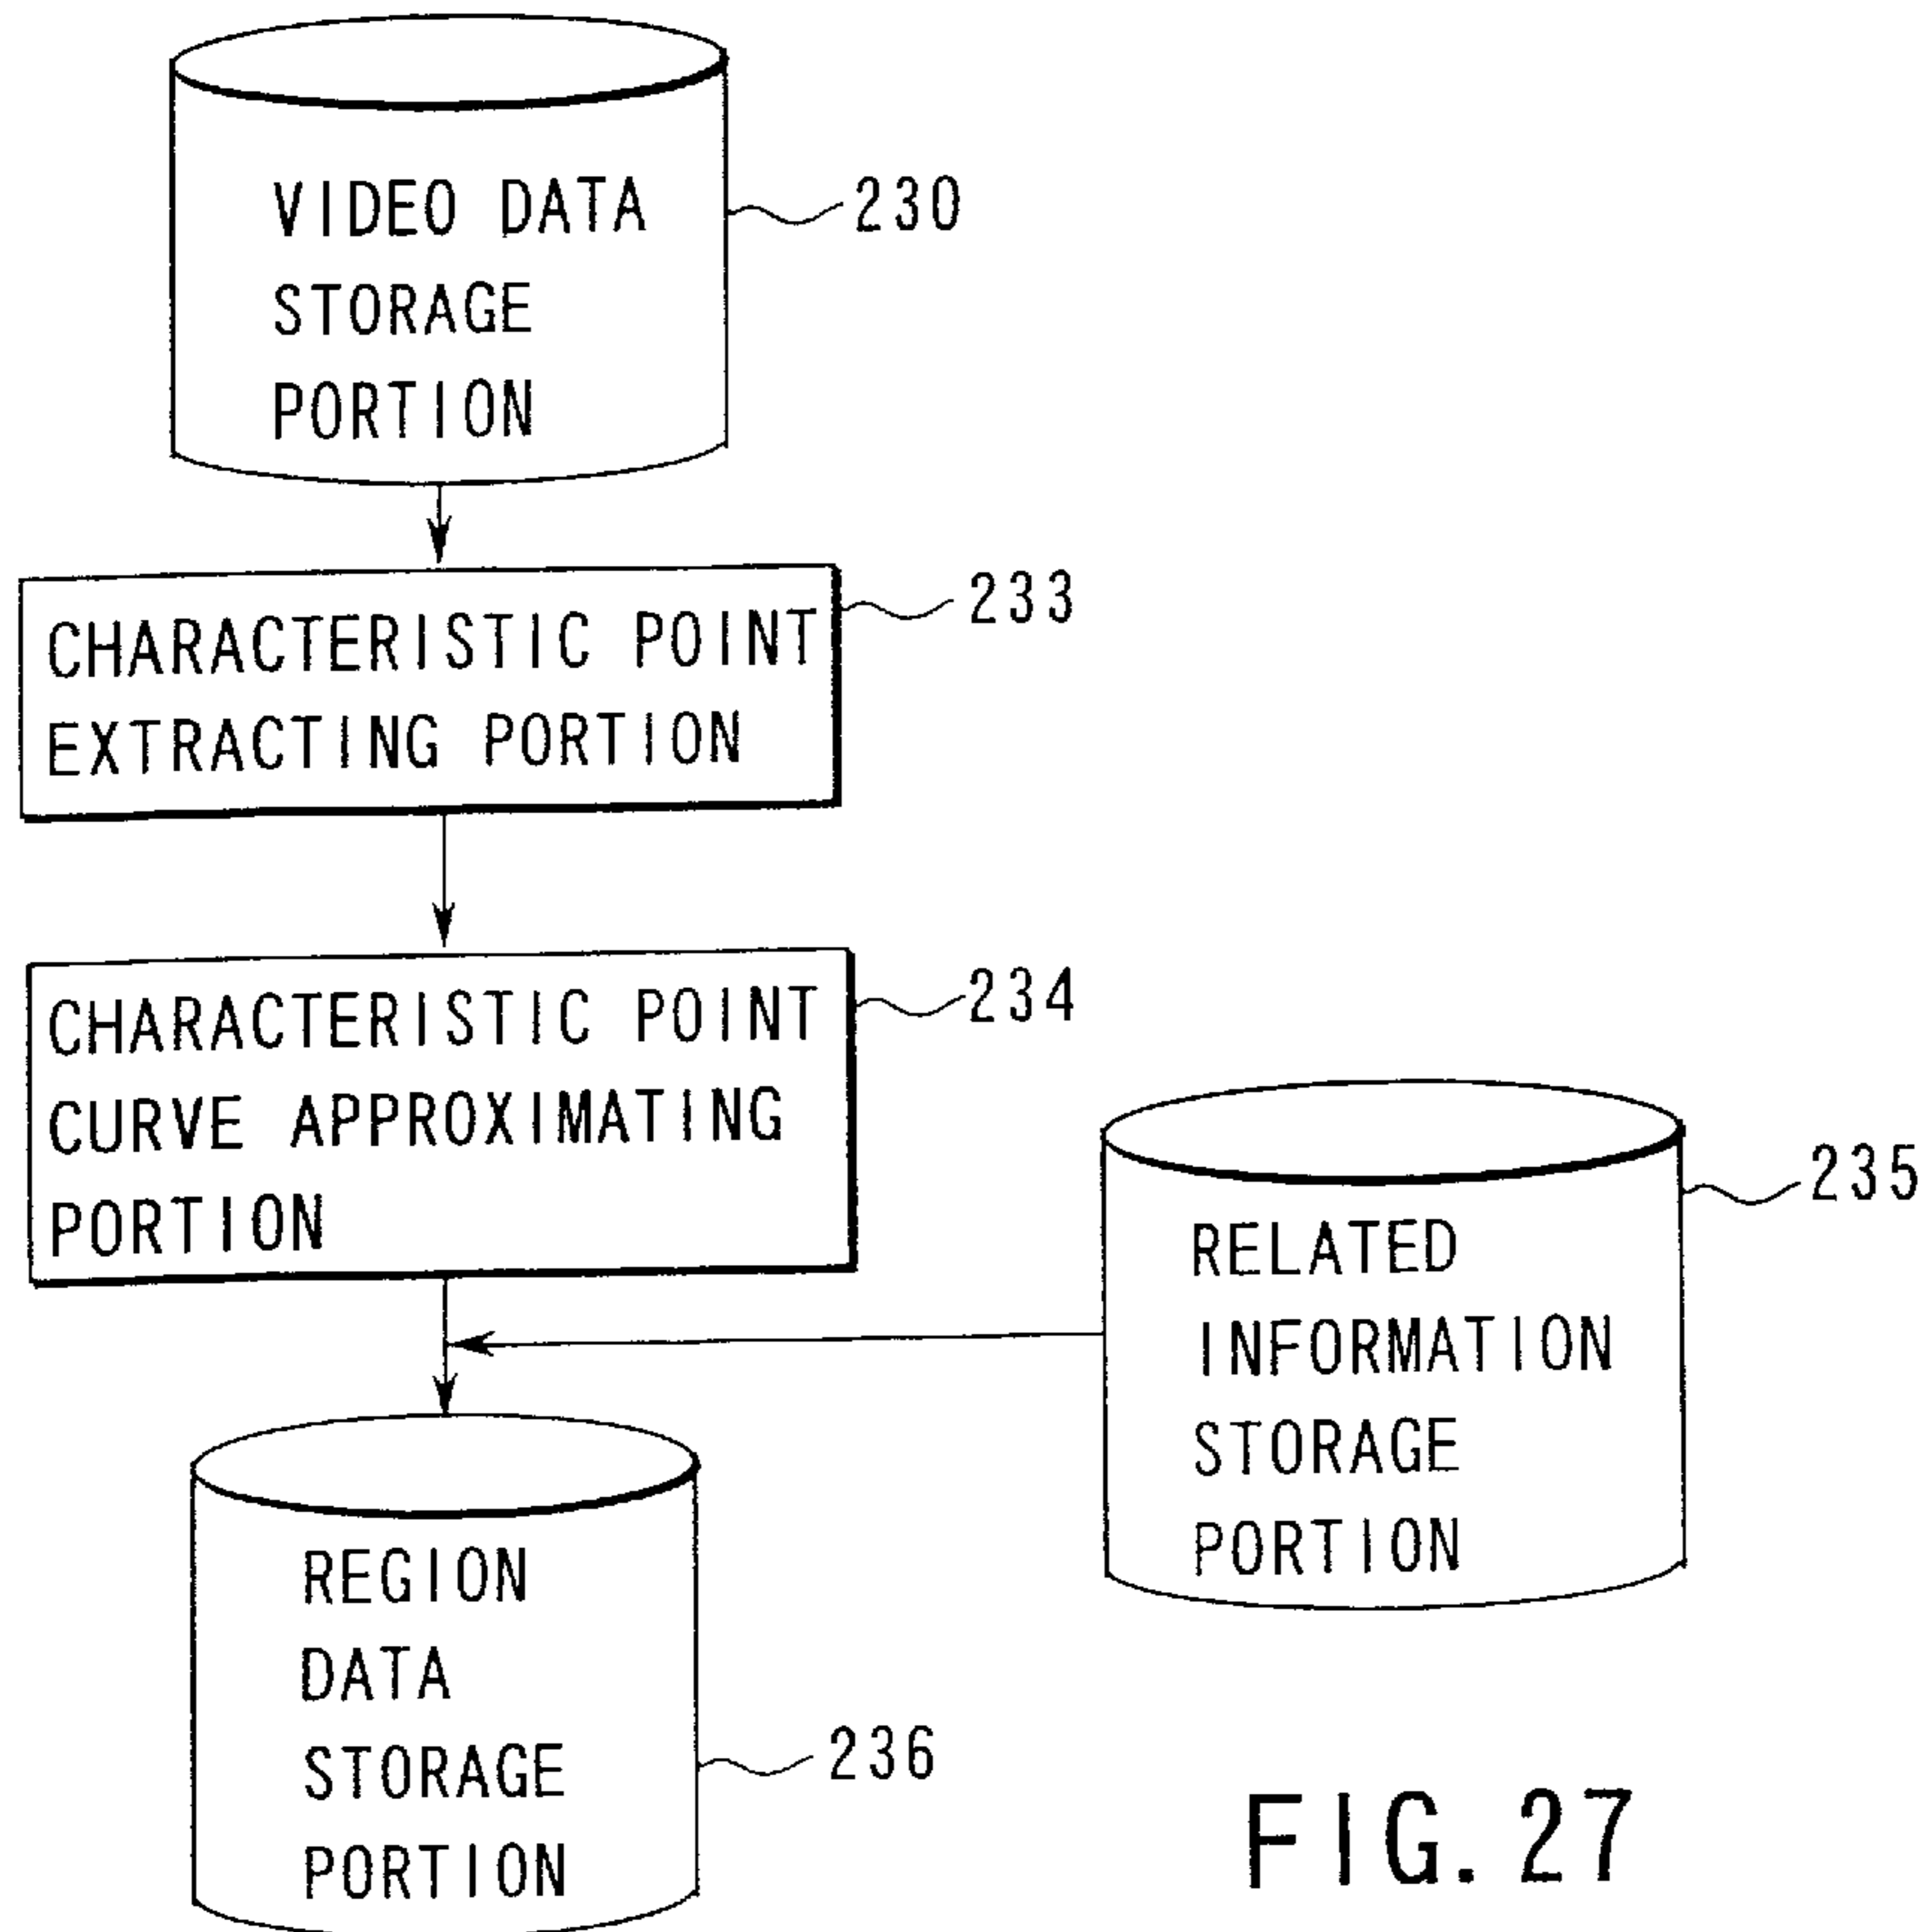 VIDEO DATA
STORAGE
PORTION
230
CHARACTERISTIC POINT
EXTRACTING PORTION
233
CHARACTERISTIC POINT
CURVE APPROXIMATING
PORTION
234
RELATED
INFORMATION
STORAGE
PORTION
235
REGION
DATA
STORAGE
PORTION
236
FIG. 27